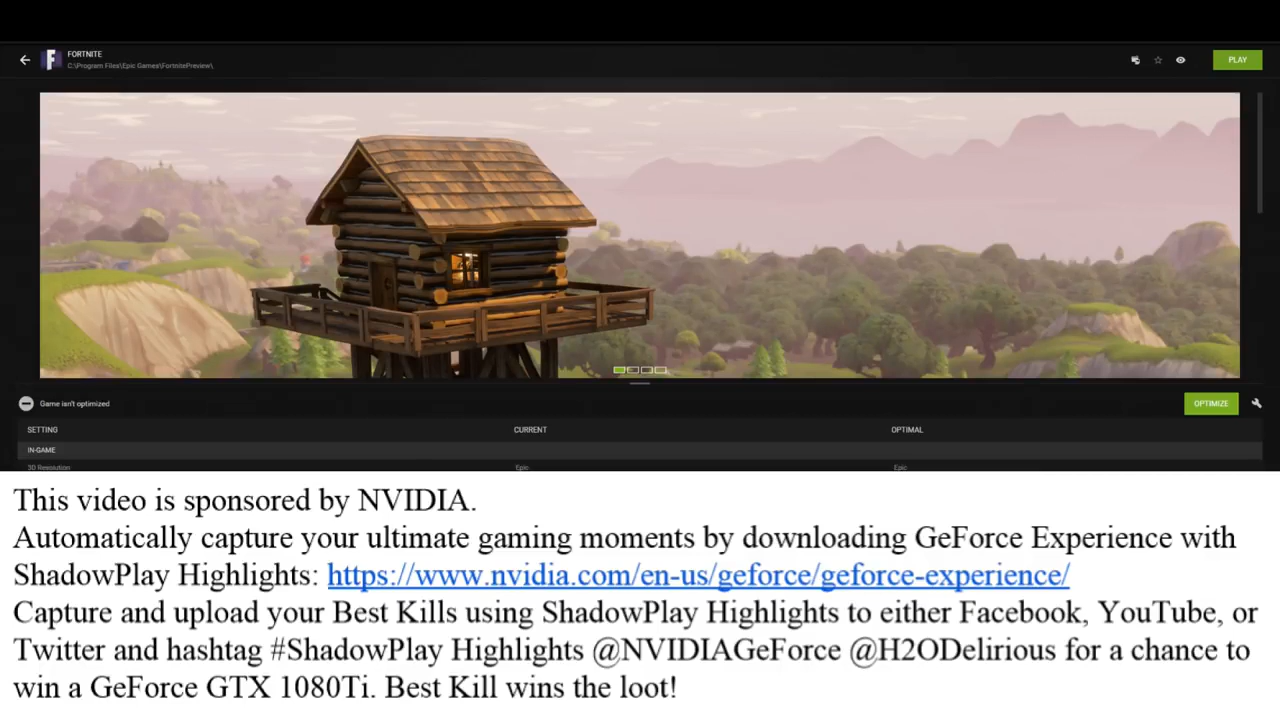 FORTNITE
C:\Program Files\Epic Games\FortnitePreview\
PLAY
Game isn't optimized
OPTIMIZE
SETTING CURRENT OPTIMAL
IN-GAME
3D Resolution Epic Epic
This video is sponsored by NVIDIA.
Automatically capture your ultimate gaming moments by downloading GeForce Experience with
ShadowPlay Highlights: https://www.nvidia.com/en-us/geforce/geforce-experience/
Capture and upload your Best Kills using ShadowPlay Highlights to either Facebook, YouTube, or
Twitter and hashtag #ShadowPlay Highlights @NVIDIAGeForce @H2ODelirious for a chance to
win a GeForce GTX 1080Ti. Best Kill wins the loot!